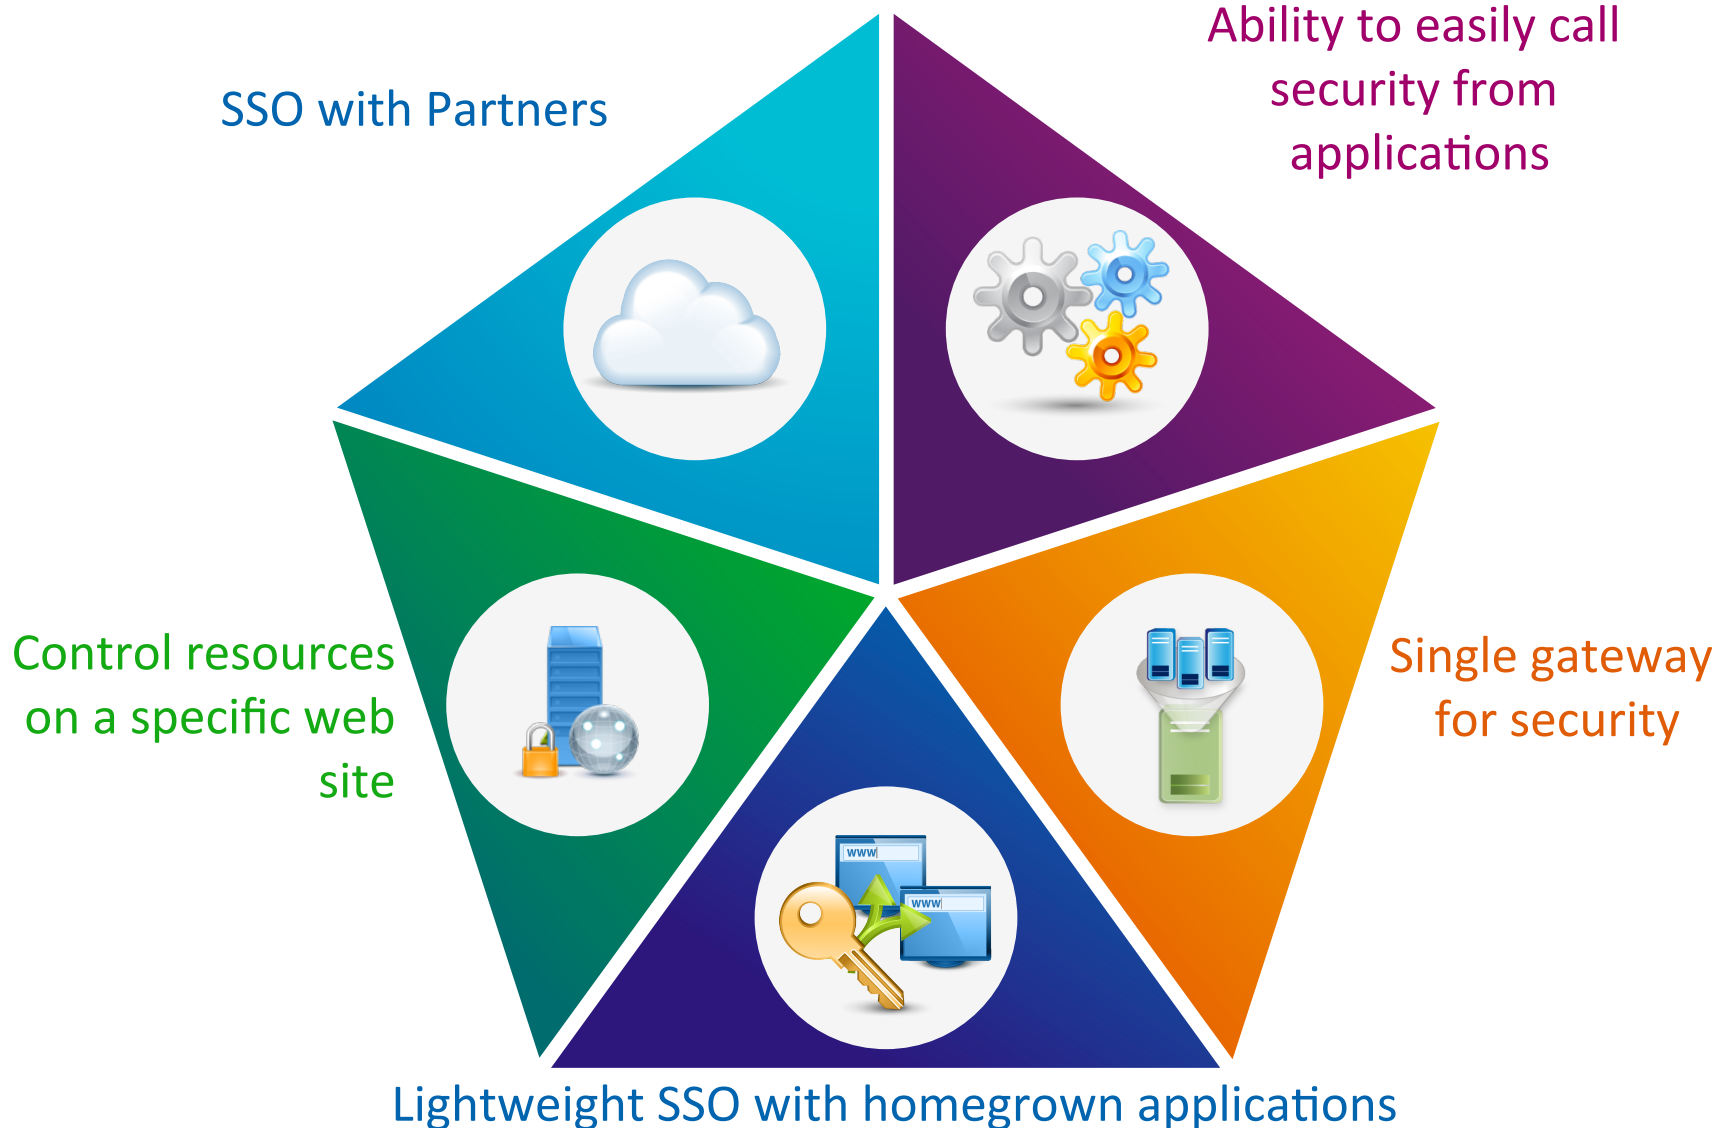 SSO with Partners
Ability to easily call
security from
applications
Control resources
on a specific web
site
Single gateway
for security
www
www
Lightweight SSO with homegrown applications